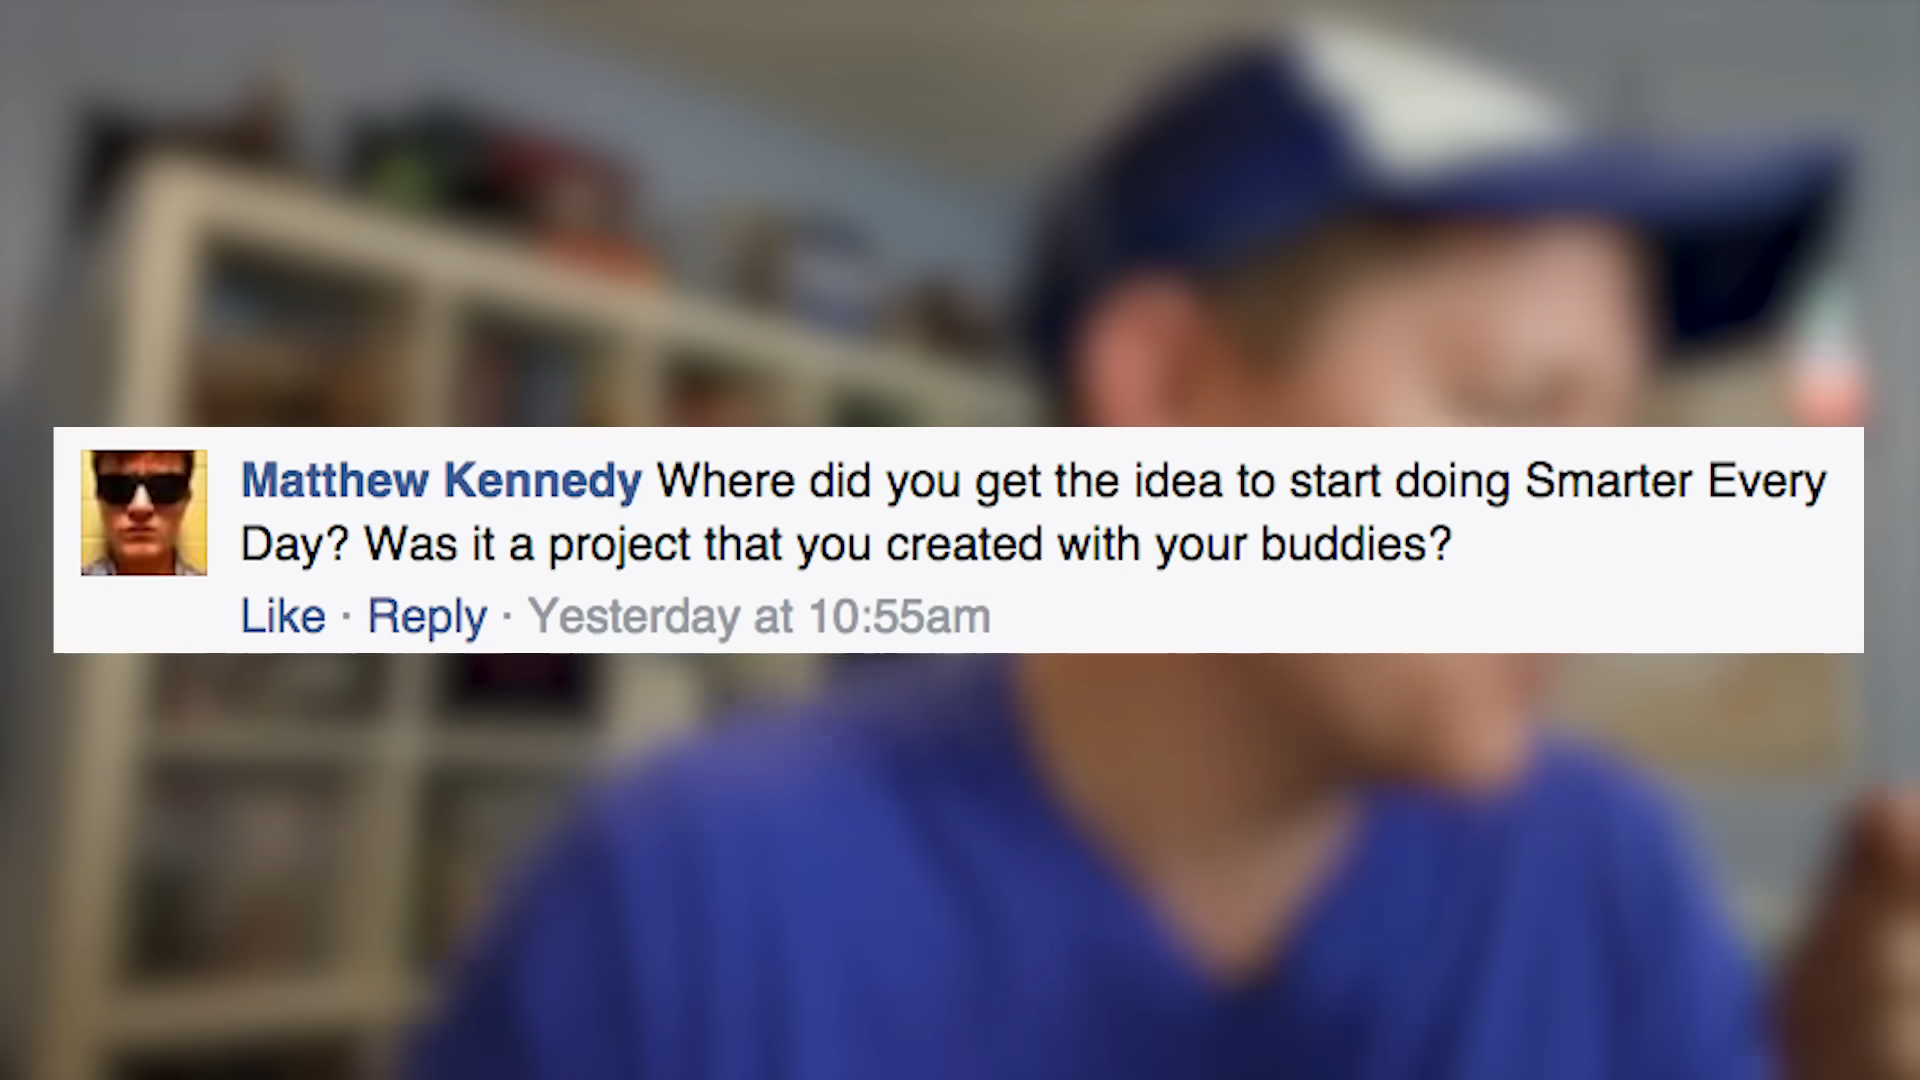 Matthew Kennedy Where did you get the idea to start doing Smarter Every
Day? Was it a project that you created with your buddies?
Like · Reply · Yesterday at 10:55am